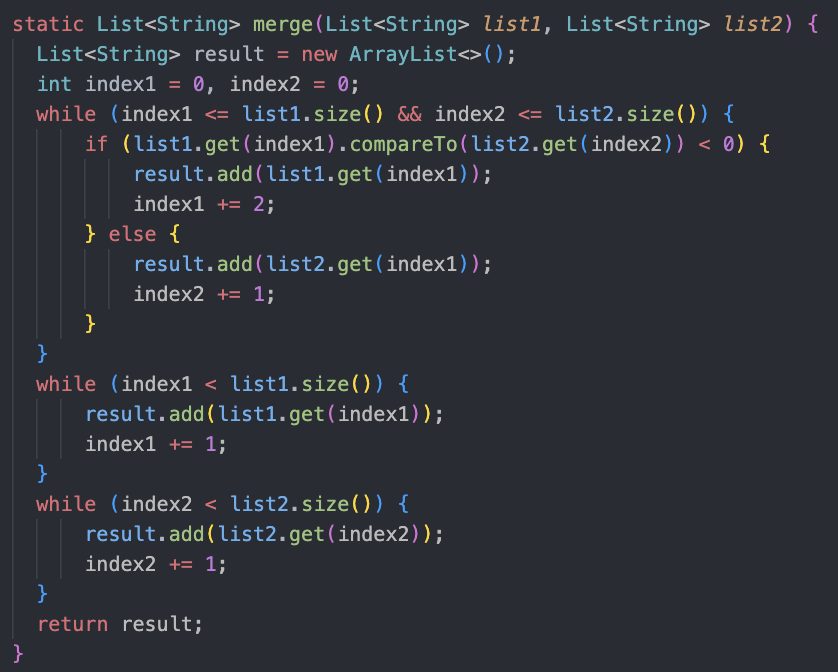 static List<String> merge(List<String> list1, List<String> list2) {
  List<String> result = new ArrayList<>();
  int index1 = 0, index2 = 0;
  while (index1 <= list1.size() && index2 <= list2.size()) {
      if (list1.get(index1).compareTo(list2.get(index2)) < 0) {
          result.add(list1.get(index1));
          index1 += 2;
      } else {
          result.add(list2.get(index1));
          index2 += 1;
      }
  }
  while (index1 < list1.size()) {
      result.add(list1.get(index1));
      index1 += 1;
  }
  while (index2 < list2.size()) {
      result.add(list2.get(index2));
      index2 += 1;
  }
  return result;
}